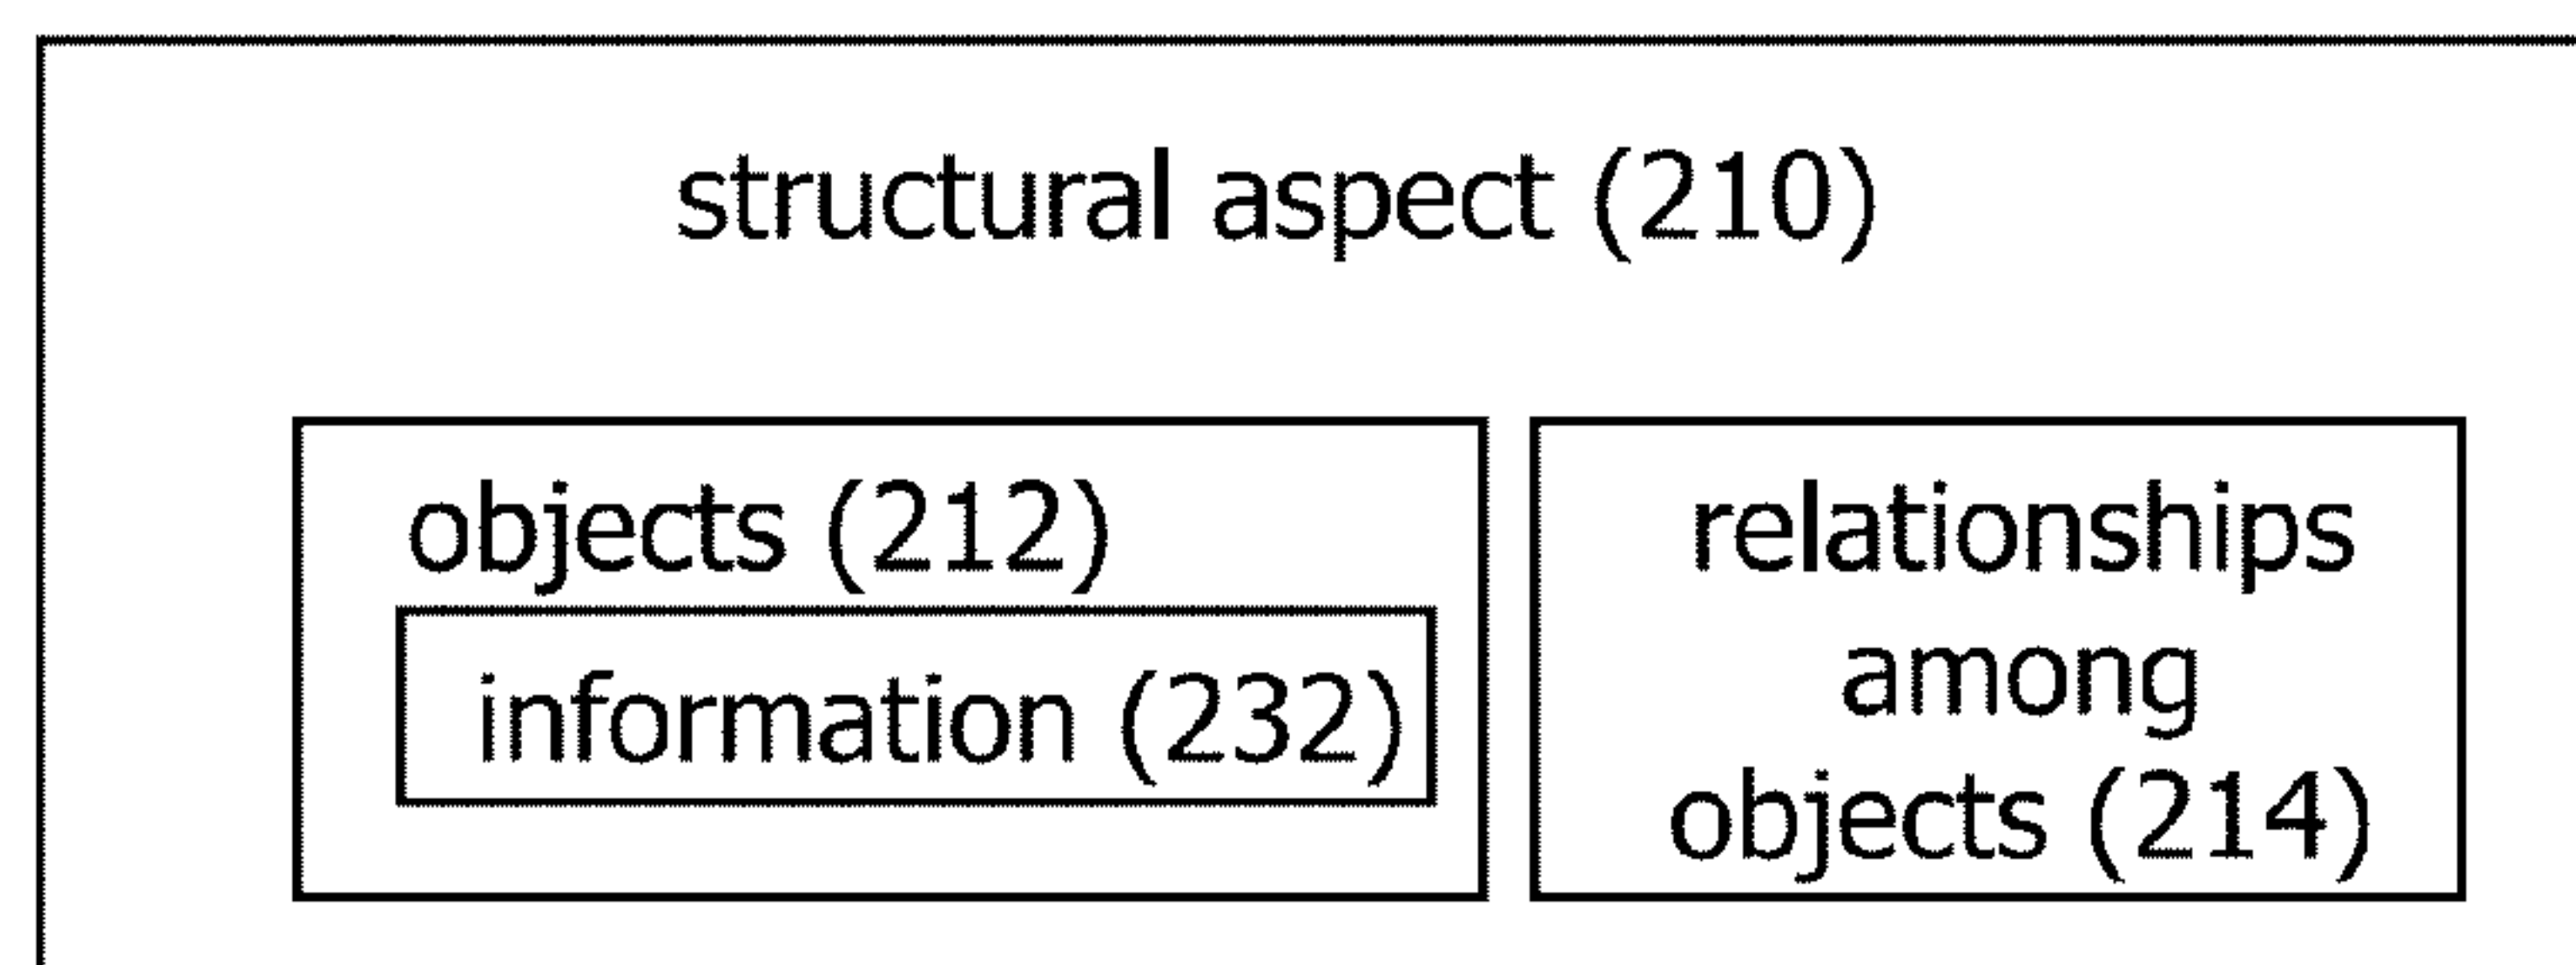 structural aspect (210)
objects (212)
information (232)
relationships
among
objects (214)